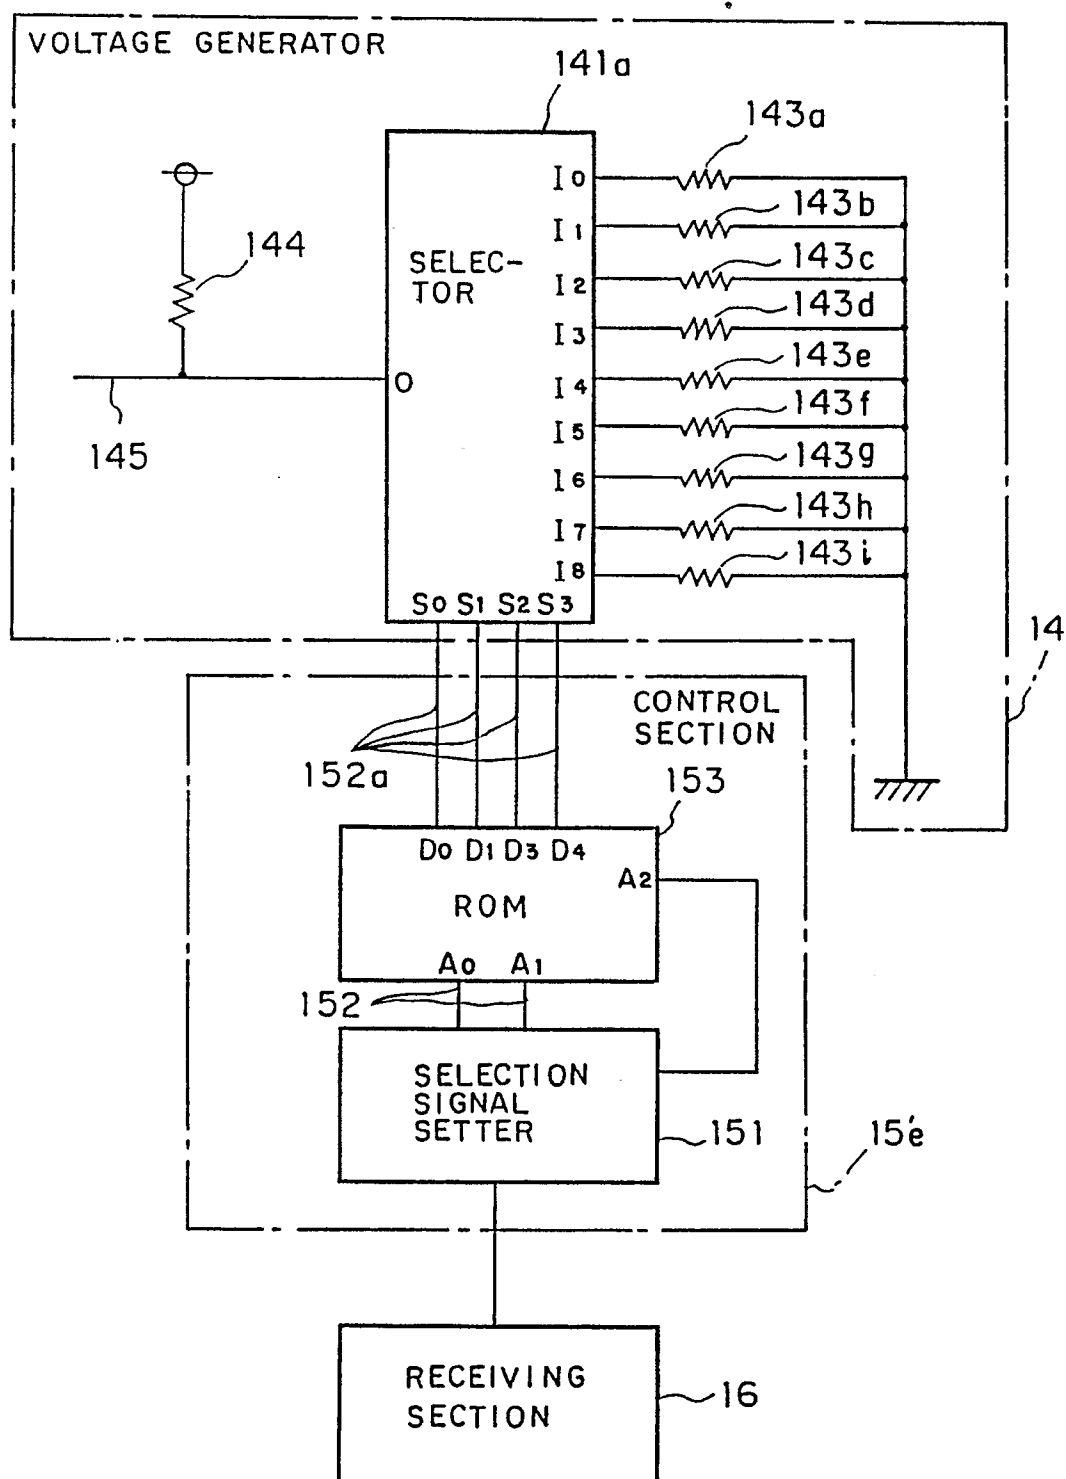 VOLTAGE GENERATOR
141a
143a
I0
143b
I1
144
SELEC-
TOR
143c
I2
143d
I3
143e
O
I4
143f
I5
145
143g
I6
143h
I7
143i
I8
S0 S1 S2 S3
14
CONTROL
SECTION
152a
153
D0 D1 D3 D4
A2
ROM
A0 A1
152
SELECTION
SIGNAL
SETTER
151
15'e
RECEIVING
SECTION
16